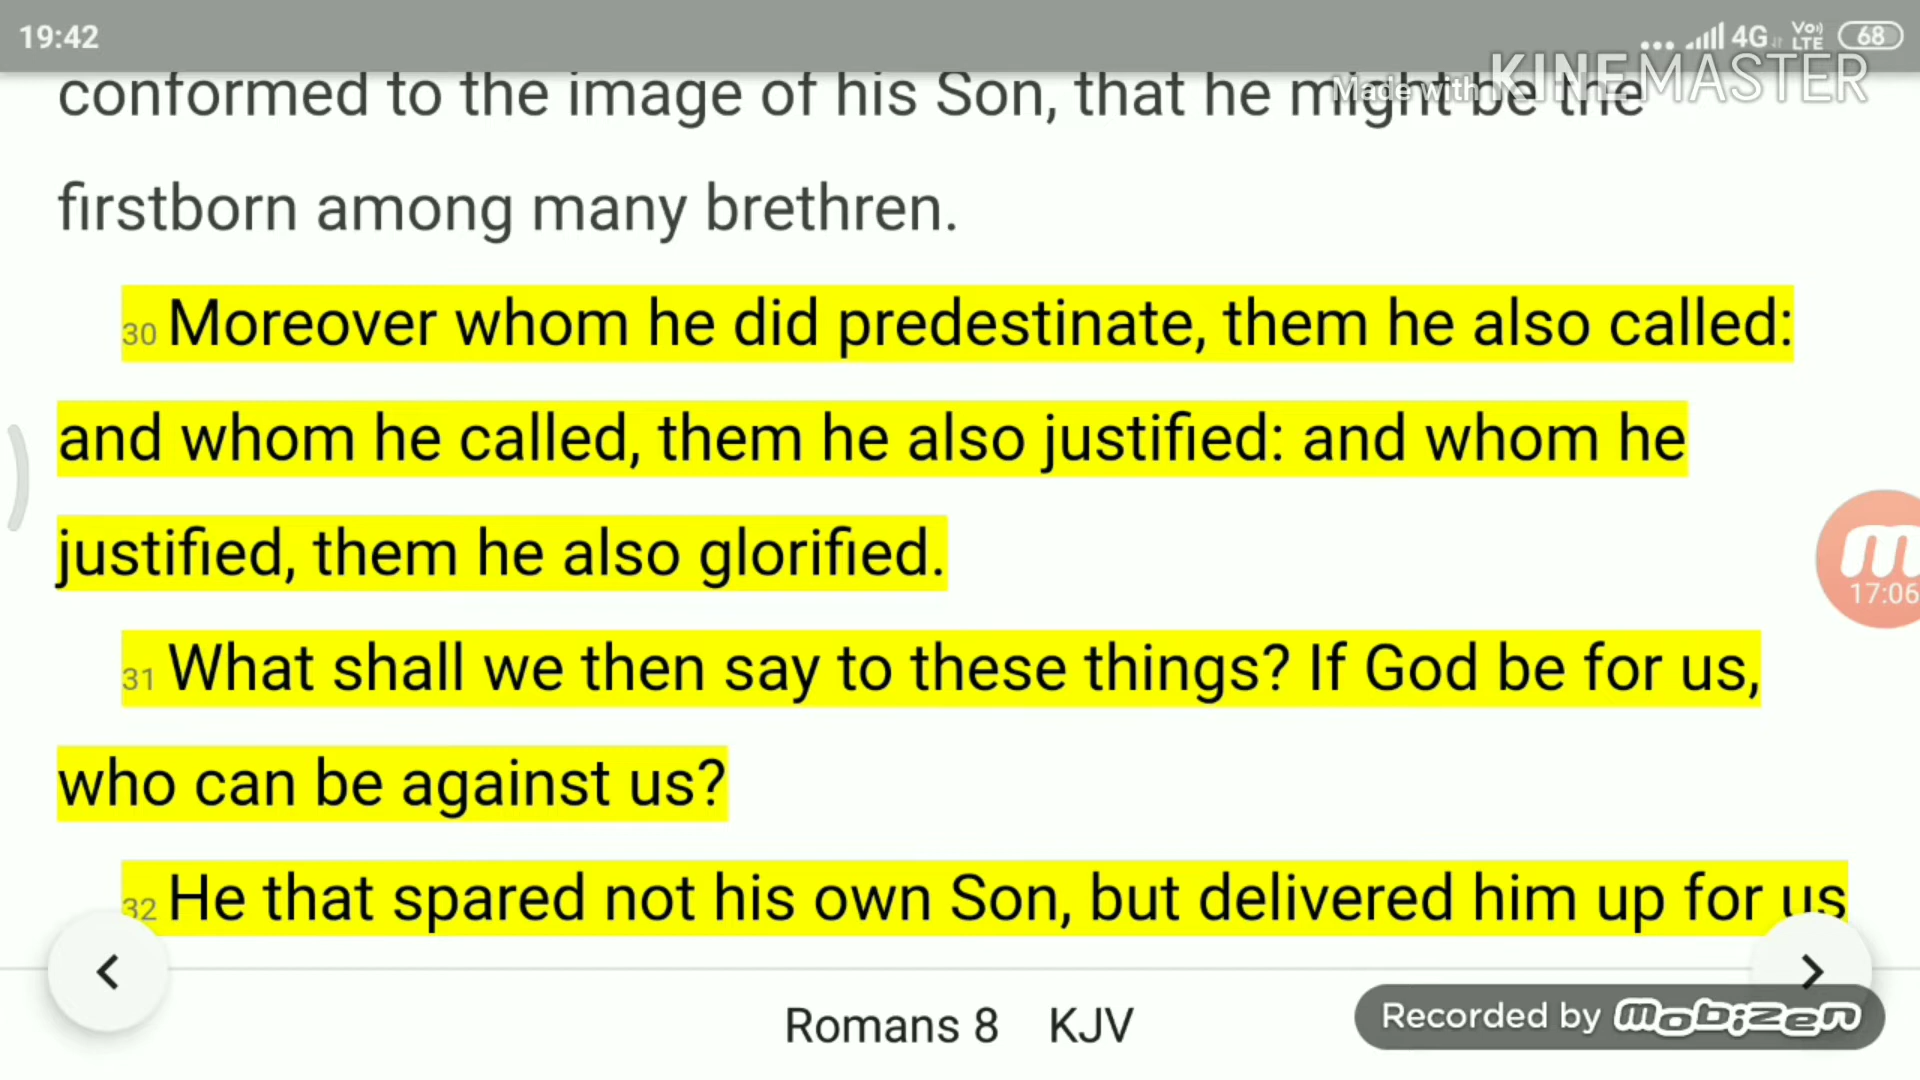 19:42
4G
Vo))
LTE
68
Made with KINEMASTER
conformed to the image of his Son, that he might be the
firstborn among many brethren.
30 Moreover whom he did predestinate, them he also called:
and whom he called, them he also justified: and whom he
justified, them he also glorified.
17:06
31 What shall we then say to these things? If God be for us,
who can be against us?
32 He that spared not his own Son, but delivered him up for us
Romans 8 KJV
Recorded by mobizen